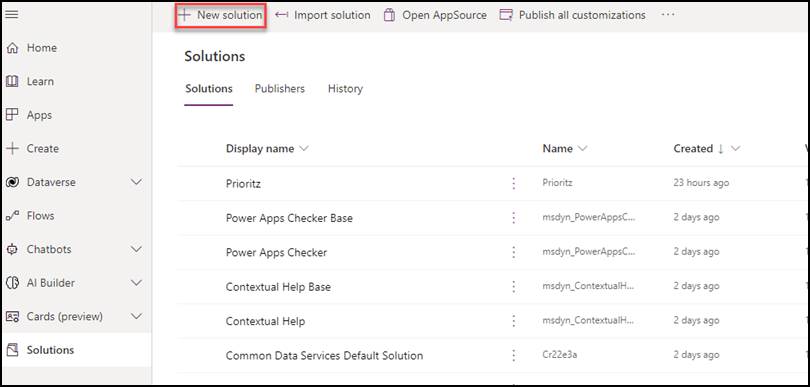 New solution Import solution Open AppSource Publish all customizations ...
Home
Learn
Apps
Create
Dataverse
Flows
Chatbots
AI Builder
Cards (preview)
Solutions
Solutions
Solutions Publishers History
Display name Name Created
Prioritz Prioritz 23 hours ago
Power Apps Checker Base msdyn_PowerAppsC... 2 days ago
Power Apps Checker msdyn_PowerAppsC... 2 days ago
Contextual Help Base msdyn_ContextualH... 2 days ago
Contextual Help msdyn_ContextualH... 2 days ago
Common Data Services Default Solution Cr22e3a 2 days ago